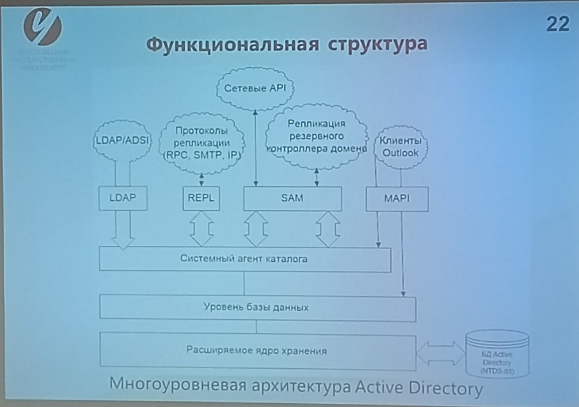 22
Функциональная структура
Сетевые API
LDAP/ADSI
Протоколы
репликации
(RPC, SMTP, IP)
Репликация
резервного
контроллера домена
Клиенты
Outlook
LDAP
REPL
SAM
MAPI
Системный агент каталога
Уровень базы данных
Расширяемое ядро хранения
БД Active
Directory
(NTDS.dit)
Многоуровневая архитектура Active Directory